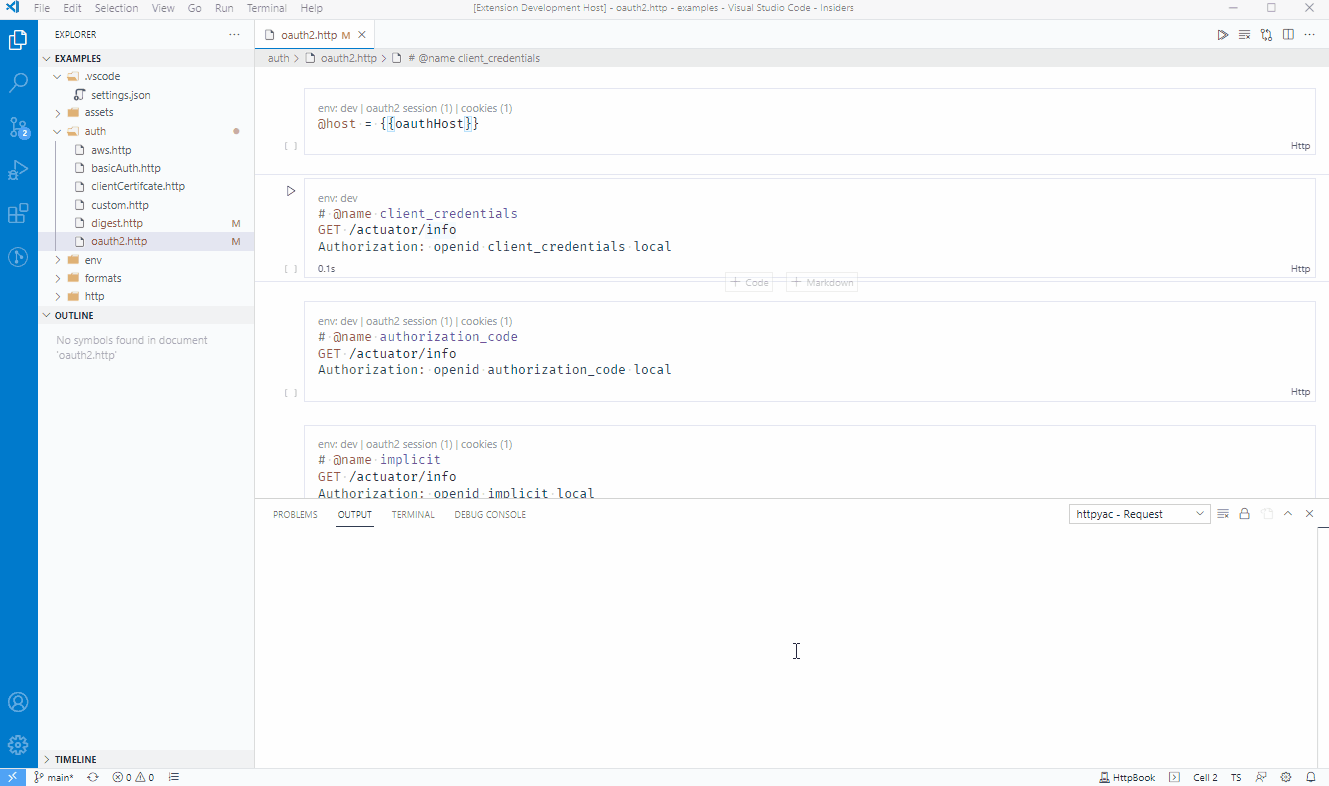 File Edit Selection View Go Run Terminal Help
[Extension Development Host] - oauth2.http - examples - Visual Studio Code - Insiders
EXPLORER
EXAMPLES
.vscode
settings.json
assets
auth
aws.http
basicAuth.http
clientCertifcate.http
custom.http
digest.http M
oauth2.http M
env
formats
http
OUTLINE
No symbols found in document
'oauth2.http'
TIMELINE
2
oauth2.http M
auth > oauth2.http > # @name client_credentials
env: dev | oauth2 session (1) | cookies (1)
@host = {{oauthHost}}
[ ] Http
env: dev
# @name client_credentials
GET /actuator/info
Authorization: openid client_credentials local
[ ] 0.1s Http
+ Code + Markdown
env: dev | oauth2 session (1) | cookies (1)
# @name authorization_code
GET /actuator/info
Authorization: openid authorization_code local
[ ] Http
env: dev | oauth2 session (1) | cookies (1)
# @name implicit
GET /actuator/info
Authorization: openid implicit local
PROBLEMS OUTPUT TERMINAL DEBUG CONSOLE httpyac - Request
main* 0 0 HttpBook Cell 2 TS